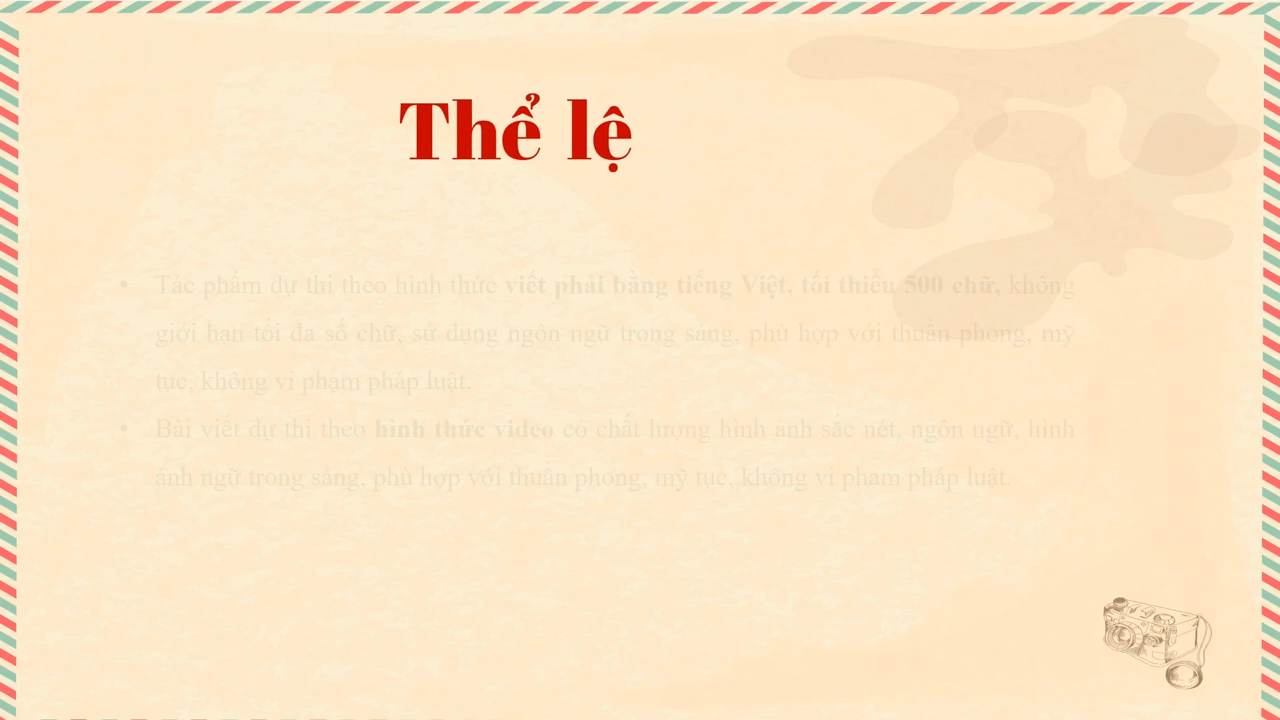 Thể lệ
• Tác phẩm dự thi theo hình thức viết phải bằng tiếng Việt, tối thiểu 500 chữ, không
giới hạn tối đa số chữ, sử dụng ngôn ngữ trong sáng, phù hợp với thuần phong, mỹ
tục, không vi phạm pháp luật.
• Bài viết dự thi theo hình thức video có chất lượng hình ảnh sắc nét, ngôn ngữ, hình
ảnh ngữ trong sáng, phù hợp với thuần phong, mỹ tục, không vi phạm pháp luật.